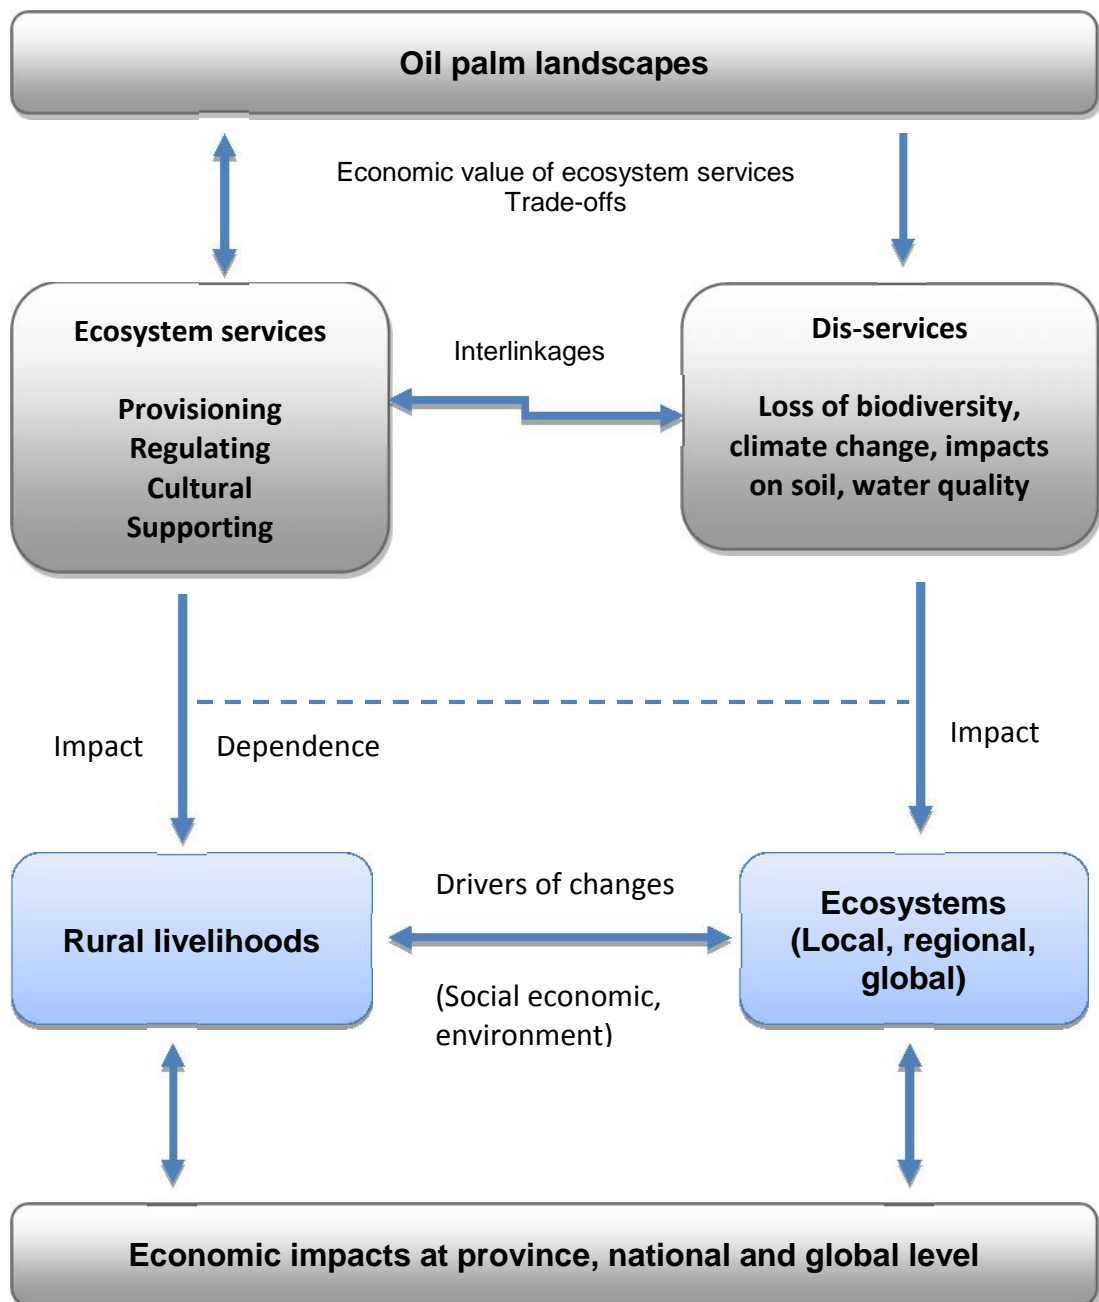 Oil palm landscapes
Economic value of ecosystem services
Trade-offs
Ecosystem services
Provisioning
Regulating
Cultural
Supporting
Interlinkages
Dis-services
Loss of biodiversity,
climate change, impacts
on soil, water quality
Impact
Dependence
Impact
Rural livelihoods
Drivers of changes
(Social economic,
environment)
Ecosystems
(Local, regional,
global)
Economic impacts at province, national and global level